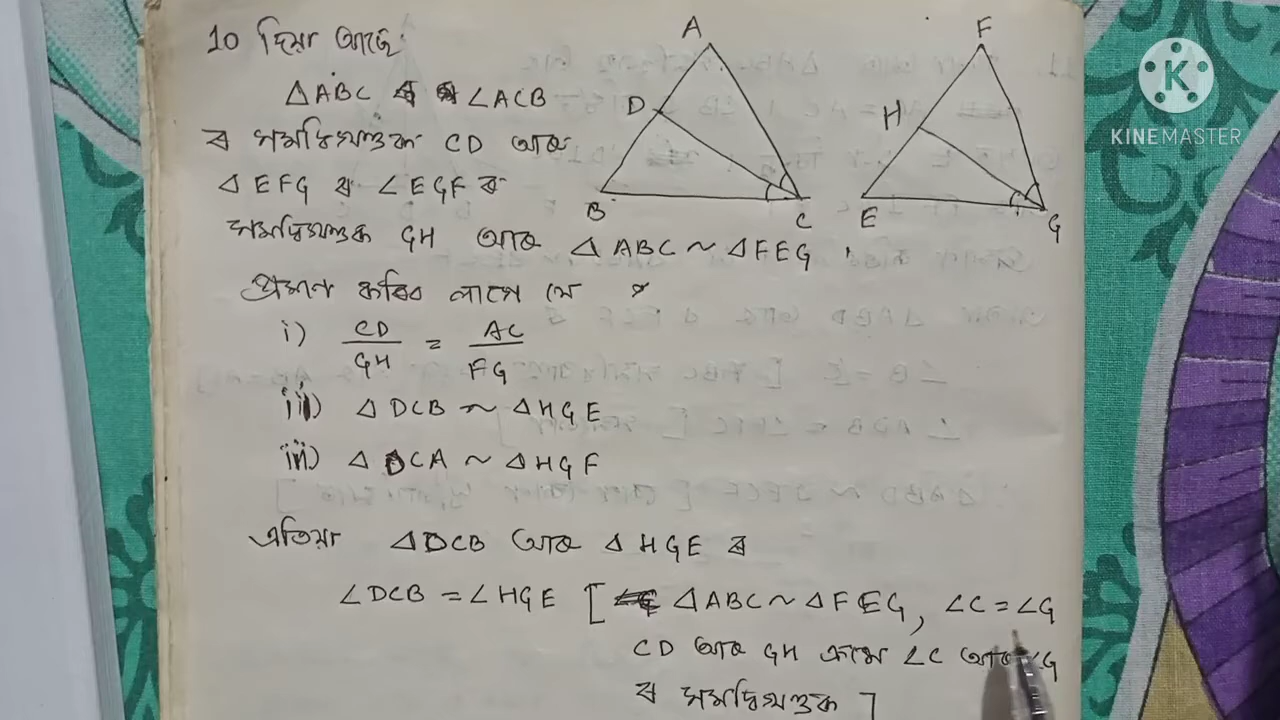 10 দিয়া আছে
△ABC ∠ACB
ৰ সমদ্বিখণ্ডক CD আৰু
△EFG ৰ ∠EGF ৰ
সমদ্বিখণ্ডক GH আৰু △ABC ~ △FEG,
প্ৰমাণ কৰিব লাগে যে
i) CD/GH = AC/FG
ii) △DCB ~ △HGE
iii) △DCA ~ △HGF
এতিয়া △DCB আৰু △HGE ৰ
∠DCB = ∠HGE [ △ABC ~ △FEG, ∠C = ∠G
CD আৰু GH ক্ৰমে ∠C আৰু ∠G
ৰ সমদ্বিখণ্ডক ]
A
D
B
C
F
H
E
G
K
KINEMASTER